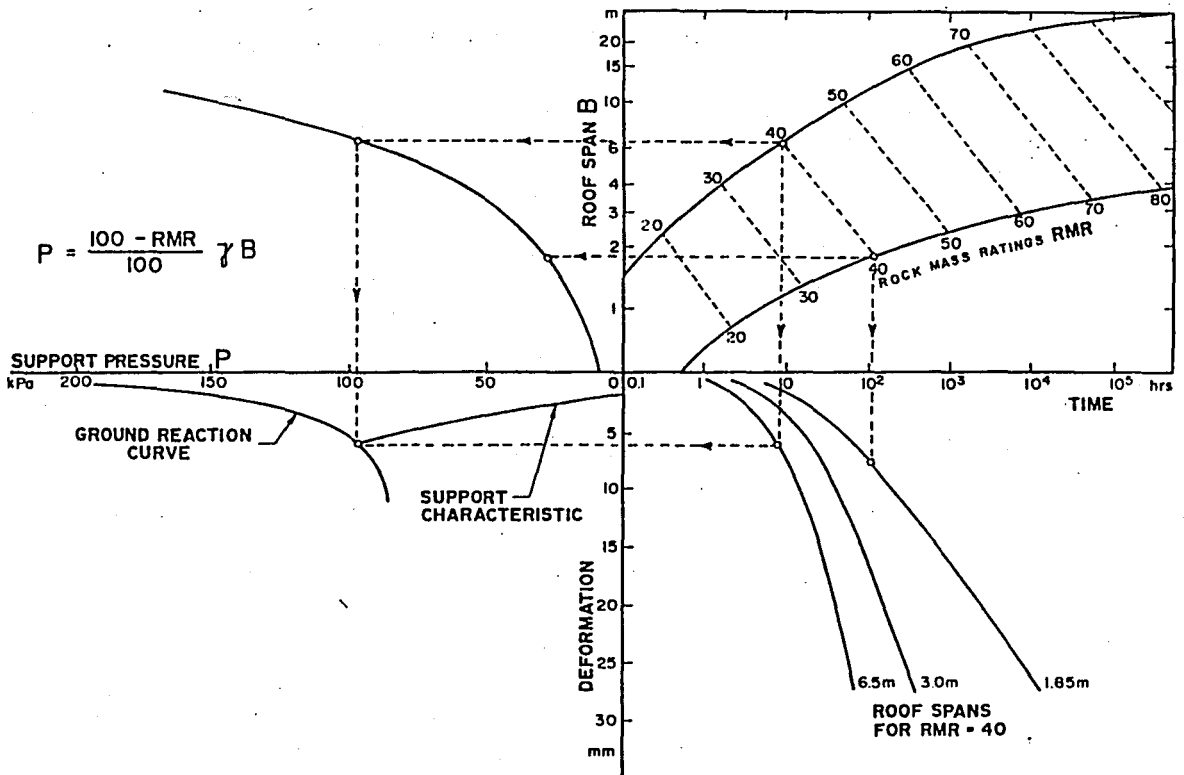 m
20
15
10
6
4
3
2
1
ROOF SPAN B
20
30
40
50
60
70
20
30
40
50
60
70
80
ROCK MASS RATINGS RMR
P = (100 - RMR)/100 γ B
SUPPORT PRESSURE P
kPa 200 150 100 50 0
0.1 1 10 10² 10³ 10⁴ 10⁵ hrs
TIME
GROUND REACTION
CURVE
SUPPORT
CHARACTERISTIC
5
10
15
20
25
30
mm
DEFORMATION
6.5m 3.0m 1.85m
ROOF SPANS
FOR RMR = 40